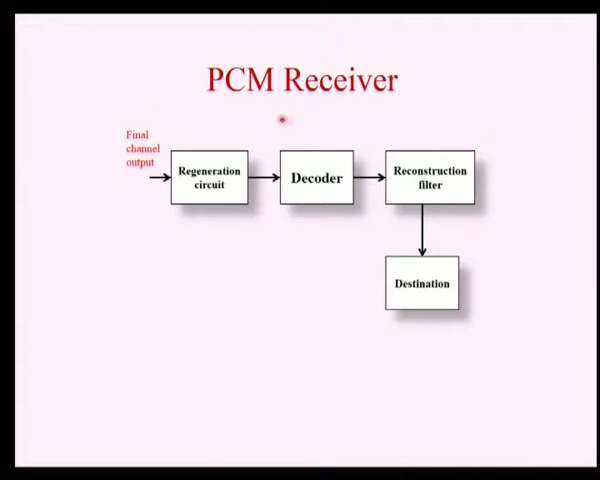 PCM Receiver
Final
channel
output
Regeneration
circuit
Decoder
Reconstruction
filter
Destination